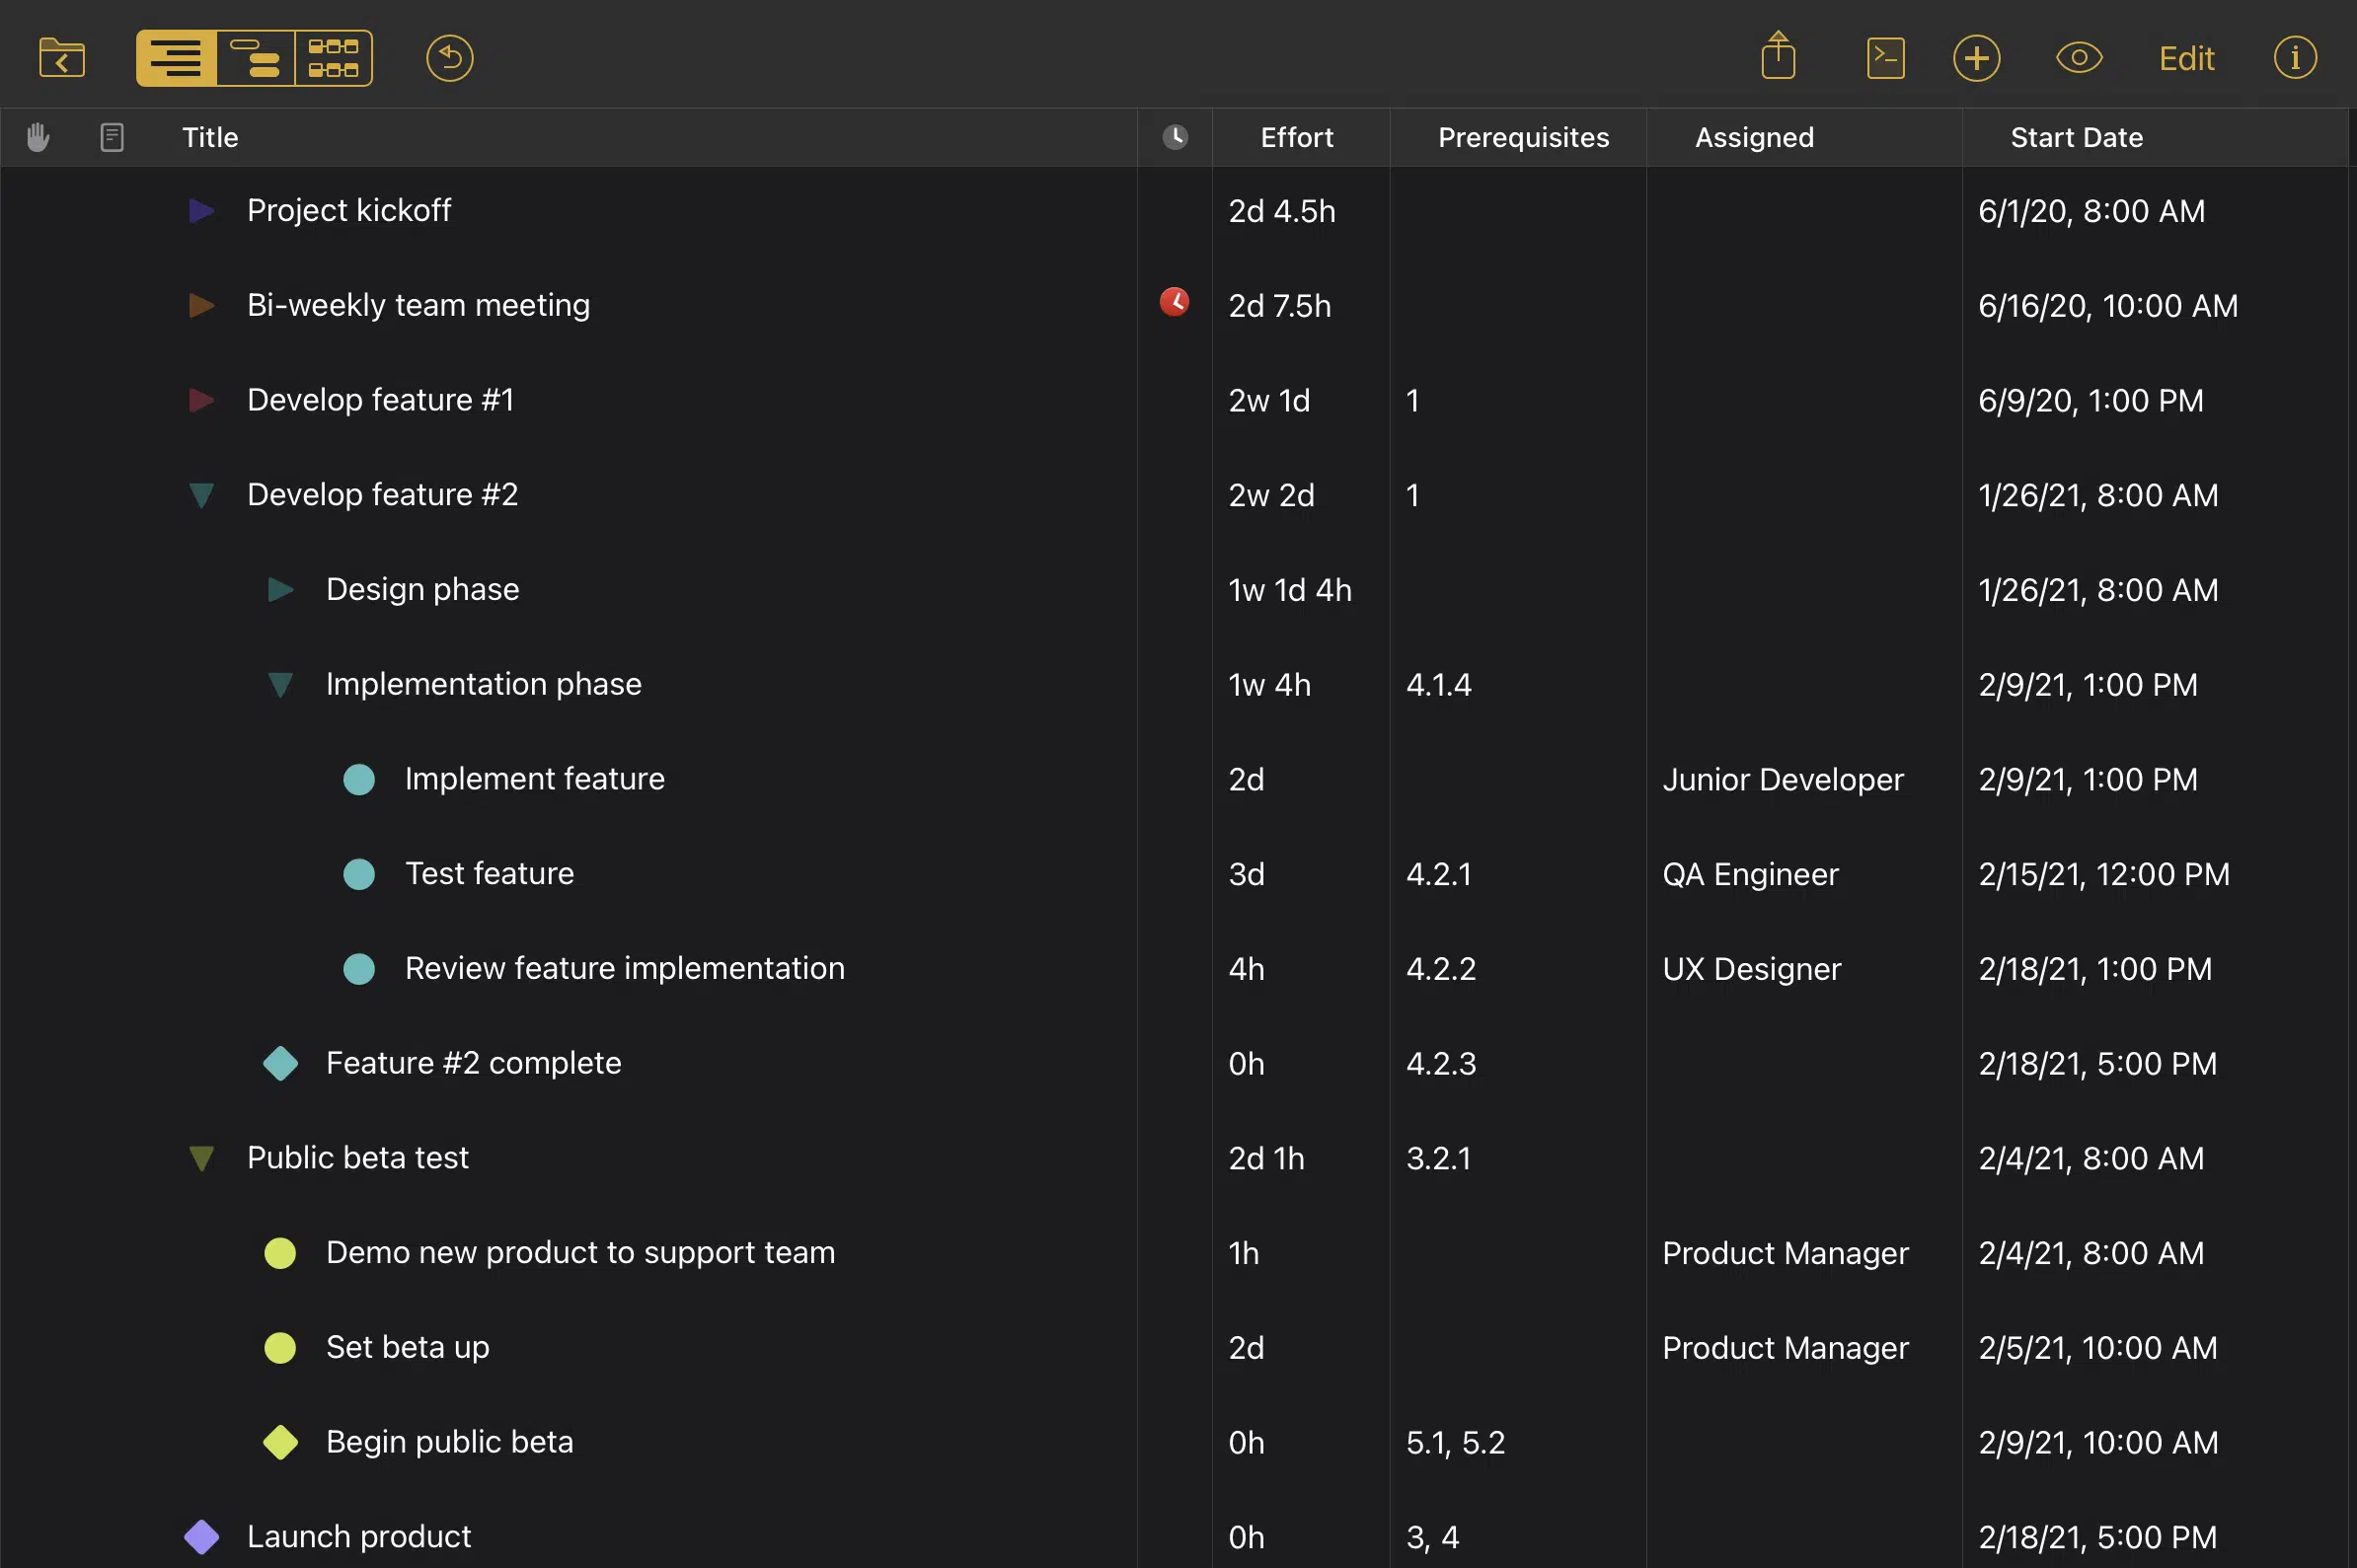 Edit
Title Effort Prerequisites Assigned Start Date
Project kickoff 2d 4.5h 6/1/20, 8:00 AM
Bi-weekly team meeting 2d 7.5h 6/16/20, 10:00 AM
Develop feature #1 2w 1d 1 6/9/20, 1:00 PM
Develop feature #2 2w 2d 1 1/26/21, 8:00 AM
Design phase 1w 1d 4h 1/26/21, 8:00 AM
Implementation phase 1w 4h 4.1.4 2/9/21, 1:00 PM
Implement feature 2d Junior Developer 2/9/21, 1:00 PM
Test feature 3d 4.2.1 QA Engineer 2/15/21, 12:00 PM
Review feature implementation 4h 4.2.2 UX Designer 2/18/21, 1:00 PM
Feature #2 complete 0h 4.2.3 2/18/21, 5:00 PM
Public beta test 2d 1h 3.2.1 2/4/21, 8:00 AM
Demo new product to support team 1h Product Manager 2/4/21, 8:00 AM
Set beta up 2d Product Manager 2/5/21, 10:00 AM
Begin public beta 0h 5.1, 5.2 2/9/21, 10:00 AM
Launch product 0h 3, 4 2/18/21, 5:00 PM